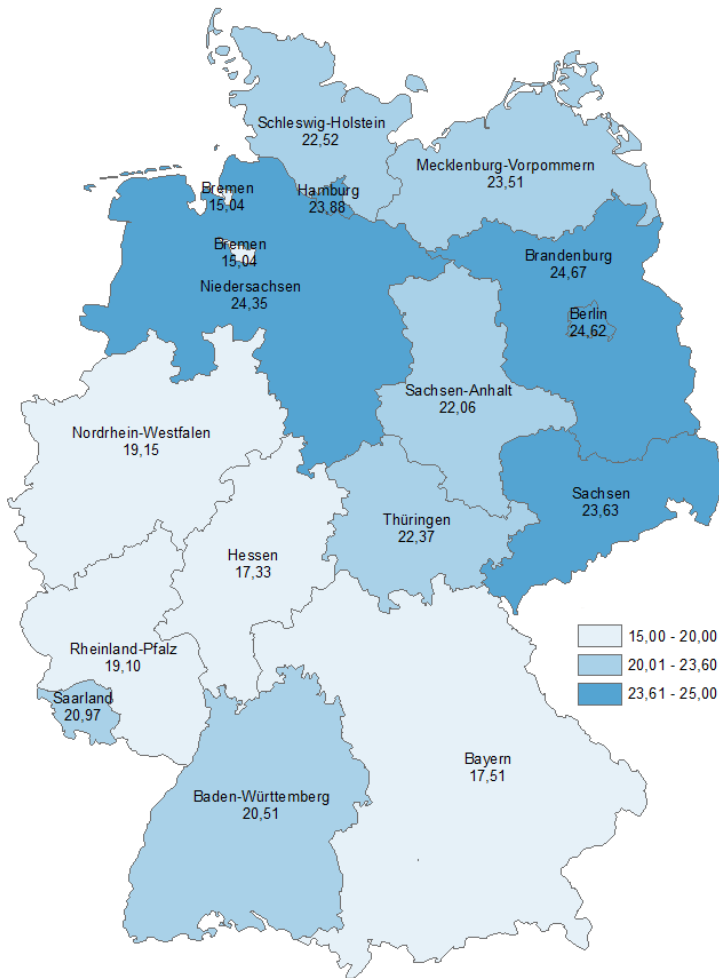 Schleswig-Holstein
22,52
Mecklenburg-Vorpommern
23,51
Bremen
15,04
Hamburg
23,88
Bremen
15,04
Niedersachsen
24,35
Brandenburg
24,67
Berlin
24,62
Sachsen-Anhalt
22,06
Nordrhein-Westfalen
19,15
Sachsen
23,63
Thüringen
22,37
Hessen
17,33
Rheinland-Pfalz
19,10
Saarland
20,97
15,00 - 20,00
20,01 - 23,60
23,61 - 25,00
Bayern
17,51
Baden-Württemberg
20,51